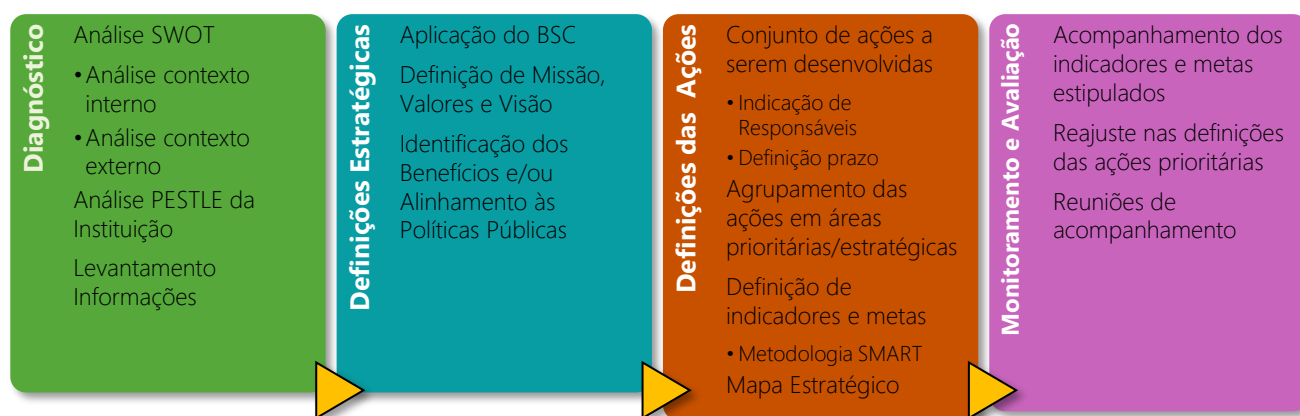 Diagnóstico
Análise SWOT
•Análise contexto
interno
•Análise contexto
externo
Análise PESTLE da
Instituição
Levantamento
Informações
Definições Estratégicas
Aplicação do BSC
Definição de Missão,
Valores e Visão
Identificação dos
Benefícios e/ou
Alinhamento às
Políticas Públicas
Definições das Ações
Conjunto de ações a
serem desenvolvidas
• Indicação de
Responsáveis
• Definição prazo
Agrupamento das
ações em áreas
prioritárias/estratégicas
Definição de
indicadores e metas
• Metodologia SMART
Mapa Estratégico
Monitoramento e Avaliação
Acompanhamento dos
indicadores e metas
estipulados
Reajuste nas definições
das ações prioritárias
Reuniões de
acompanhamento